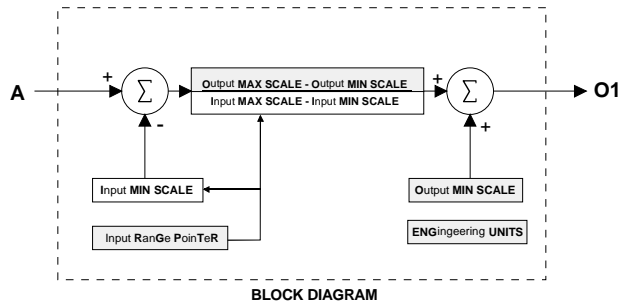 +
Output MAX SCALE - Output MIN SCALE
+
A
Σ
Input MAX SCALE - Input MIN SCALE
Σ
O1
-
+
Input MIN SCALE
Output MIN SCALE
Input RanGe PoinTeR
ENGineering UNITS
BLOCK DIAGRAM